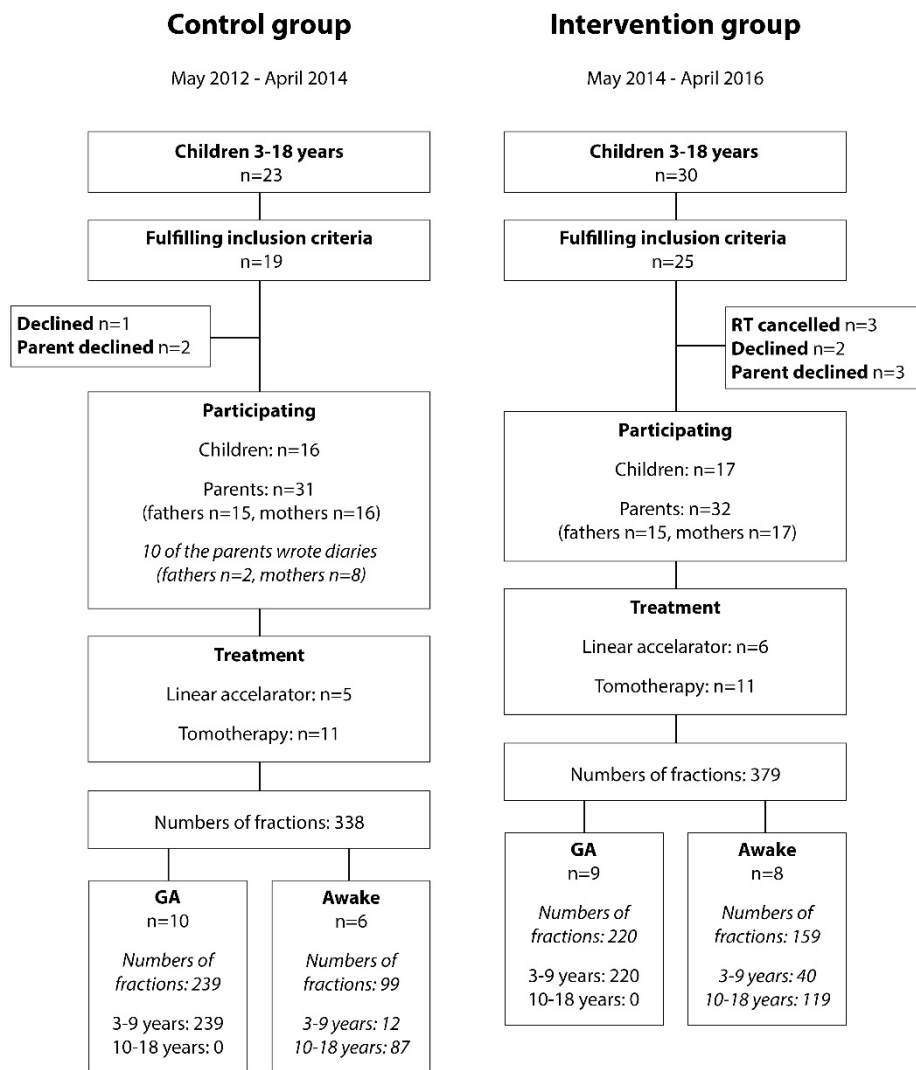 Control group
May 2012 - April 2014
Children 3-18 years
n=23
Fulfilling inclusion criteria
n=19
Declined n=1
Parent declined n=2
Participating
Children: n=16
Parents: n=31
(fathers n=15, mothers n=16)
10 of the parents wrote diaries
(fathers n=2, mothers n=8)
Treatment
Linear accelarator: n=5
Tomotherapy: n=11
Numbers of fractions: 338
GA
n=10
Numbers of
fractions: 239
3-9 years: 239
10-18 years: 0
Awake
n=6
Numbers of
fractions: 99
3-9 years: 12
10-18 years: 87
Intervention group
May 2014 - April 2016
Children 3-18 years
n=30
Fulfilling inclusion criteria
n=25
RT cancelled n=3
Declined n=2
Parent declined n=3
Participating
Children: n=17
Parents: n=32
(fathers n=15, mothers n=17)
Treatment
Linear accelarator: n=6
Tomotherapy: n=11
Numbers of fractions: 379
GA
n=9
Numbers of
fractions: 220
3-9 years: 220
10-18 years: 0
Awake
n=8
Numbers of
fractions: 159
3-9 years: 40
10-18 years: 119